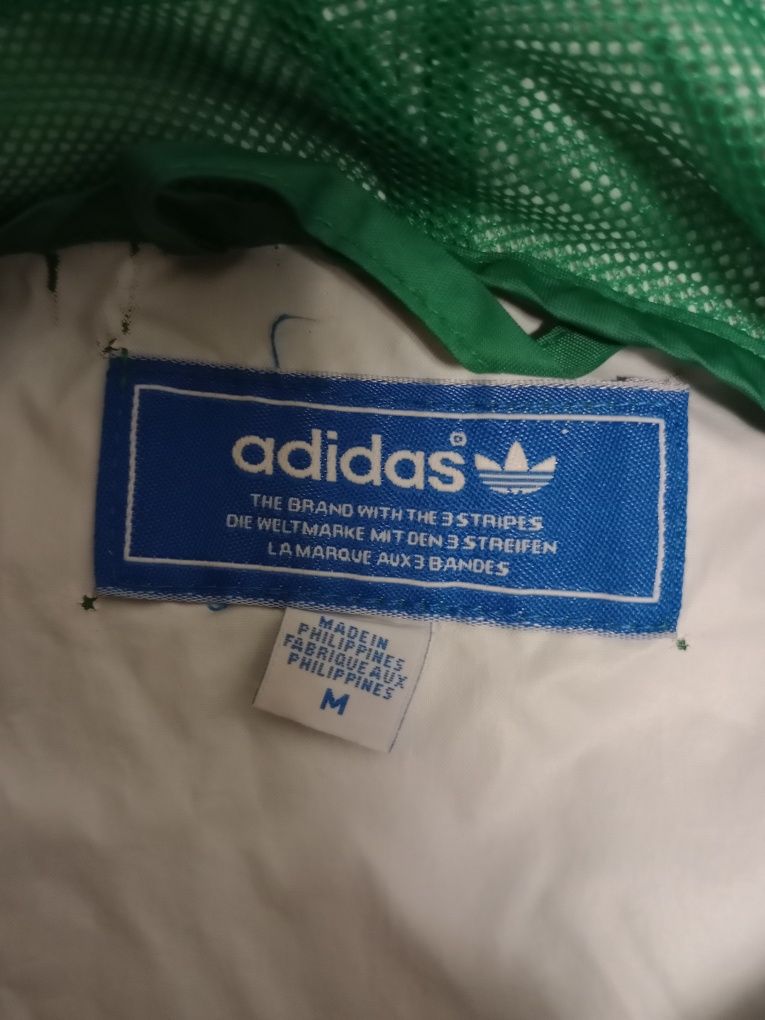 adidas®
THE BRAND WITH THE 3 STRIPES
DIE WELTMARKE MIT DEN 3 STREIFEN
LA MARQUE AUX 3 BANDES
MADE IN
PHILIPPINES
FABRIQUE AUX
PHILIPPINES
M